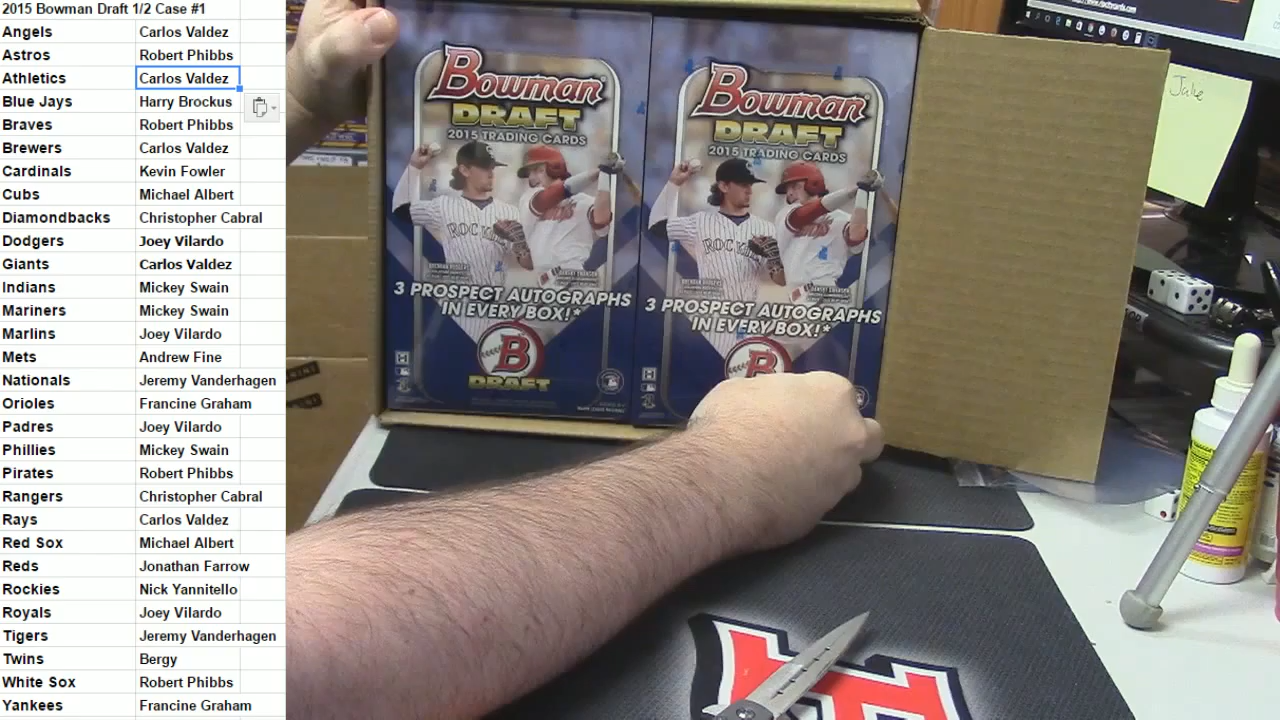 2015 Bowman Draft 1/2 Case #1
Angels Carlos Valdez
Astros Robert Phibbs
Athletics Carlos Valdez
Blue Jays Harry Brockus
Braves Robert Phibbs
Brewers Carlos Valdez
Cardinals Kevin Fowler
Cubs Michael Albert
Diamondbacks Christopher Cabral
Dodgers Joey Vilardo
Giants Carlos Valdez
Indians Mickey Swain
Mariners Mickey Swain
Marlins Joey Vilardo
Mets Andrew Fine
Nationals Jeremy Vanderhagen
Orioles Francine Graham
Padres Joey Vilardo
Phillies Mickey Swain
Pirates Robert Phibbs
Rangers Christopher Cabral
Rays Carlos Valdez
Red Sox Michael Albert
Reds Jonathan Farrow
Rockies Nick Yannitello
Royals Joey Vilardo
Tigers Jeremy Vanderhagen
Twins Bergy
White Sox Robert Phibbs
Yankees Francine Graham
Bowman
DRAFT
2015 TRADING CARDS
ROCKIES
3 PROSPECT AUTOGRAPHS
IN EVERY BOX!*
B
DRAFT
Bowman
DRAFT
2015 TRADING CARDS
ROCK
3 PROSPECT AUTOGRAPHS
IN EVERY BOX!*
B
Jake